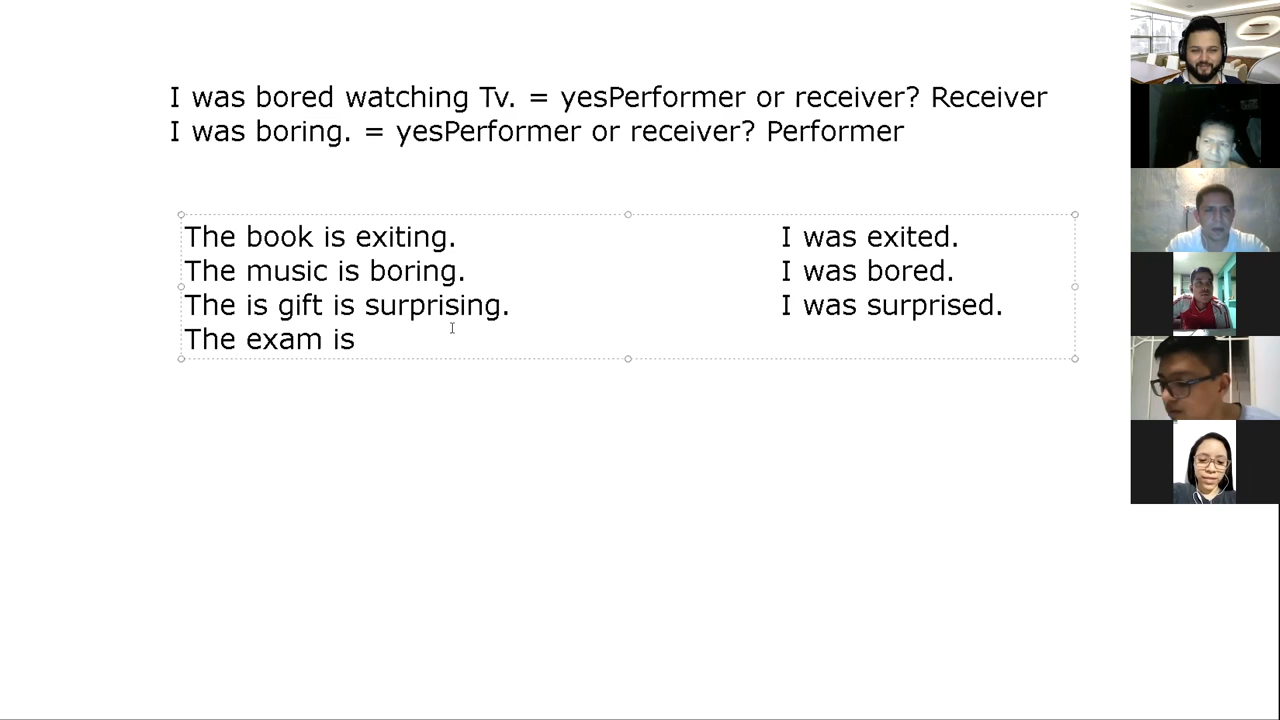 I was bored watching Tv. = yesPerformer or receiver? Receiver
I was boring. = yesPerformer or receiver? Performer
The book is exiting. I was exited.
The music is boring. I was bored.
The is gift is surprising. I was surprised.
The exam is